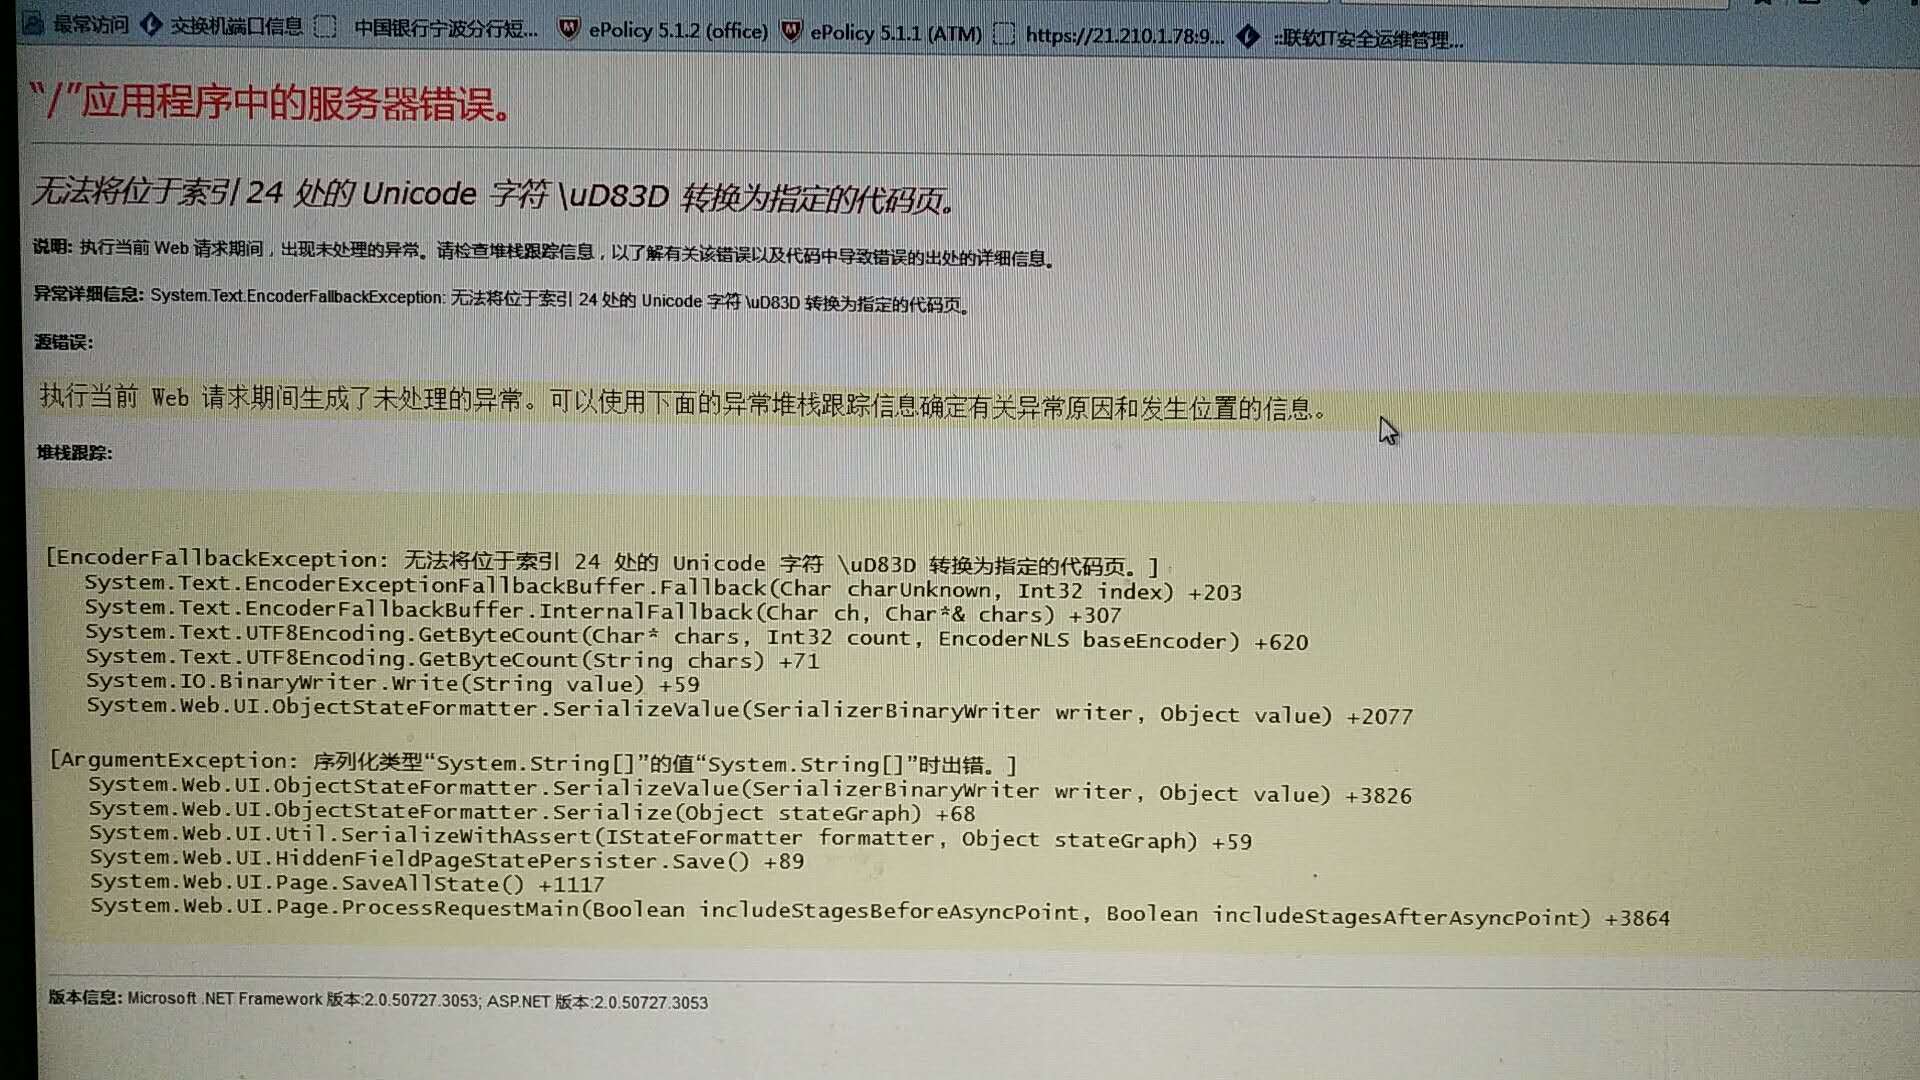 最常访问 交换机端口信息 中国银行宁波分行短... ePolicy 5.1.2 (office) ePolicy 5.1.1 (ATM) https://21.210.1.78:9... ::联软IT安全运维管理...
“/”应用程序中的服务器错误。
无法将位于索引 24 处的 Unicode 字符 \uD83D 转换为指定的代码页。
说明: 执行当前 Web 请求期间，出现未处理的异常。请检查堆栈跟踪信息，以了解有关该错误以及代码中导致错误的出处的详细信息。
异常详细信息: System.Text.EncoderFallbackException: 无法将位于索引 24 处的 Unicode 字符 \uD83D 转换为指定的代码页。
源错误:
执行当前 Web 请求期间生成了未处理的异常。可以使用下面的异常堆栈跟踪信息确定有关异常原因和发生位置的信息。
堆栈跟踪:
[EncoderFallbackException: 无法将位于索引 24 处的 Unicode 字符 \uD83D 转换为指定的代码页。]
System.Text.EncoderExceptionFallbackBuffer.Fallback(Char charUnknown, Int32 index) +203
System.Text.EncoderFallbackBuffer.InternalFallback(Char ch, Char*& chars) +307
System.Text.UTF8Encoding.GetByteCount(Char* chars, Int32 count, EncoderNLS baseEncoder) +620
System.Text.UTF8Encoding.GetByteCount(String chars) +71
System.IO.BinaryWriter.Write(String value) +59
System.Web.UI.ObjectStateFormatter.SerializeValue(SerializerBinaryWriter writer, Object value) +2077
[ArgumentException: 序列化类型“System.String[]”的值“System.String[]”时出错。]
System.Web.UI.ObjectStateFormatter.SerializeValue(SerializerBinaryWriter writer, Object value) +3826
System.Web.UI.ObjectStateFormatter.Serialize(Object stateGraph) +68
System.Web.UI.Util.SerializeWithAssert(IStateFormatter formatter, Object stateGraph) +59
System.Web.UI.HiddenFieldPageStatePersister.Save() +89
System.Web.UI.Page.SaveAllState() +1117
System.Web.UI.Page.ProcessRequestMain(Boolean includeStagesBeforeAsyncPoint, Boolean includeStagesAfterAsyncPoint) +3864
版本信息: Microsoft .NET Framework 版本:2.0.50727.3053; ASP.NET 版本:2.0.50727.3053